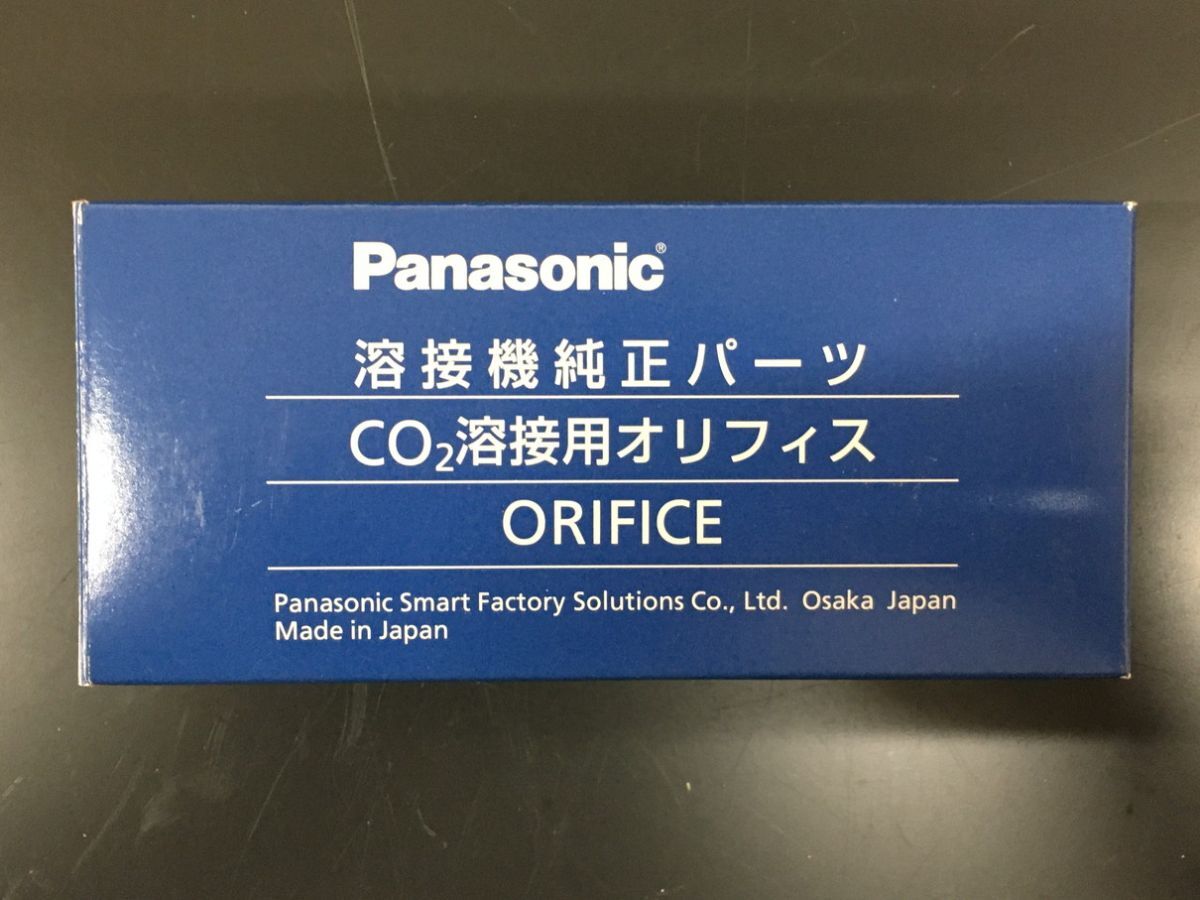 Panasonic®
溶接機純正パーツ
CO₂溶接用オリフィス
ORIFICE
Panasonic Smart Factory Solutions Co., Ltd. Osaka Japan
Made in Japan